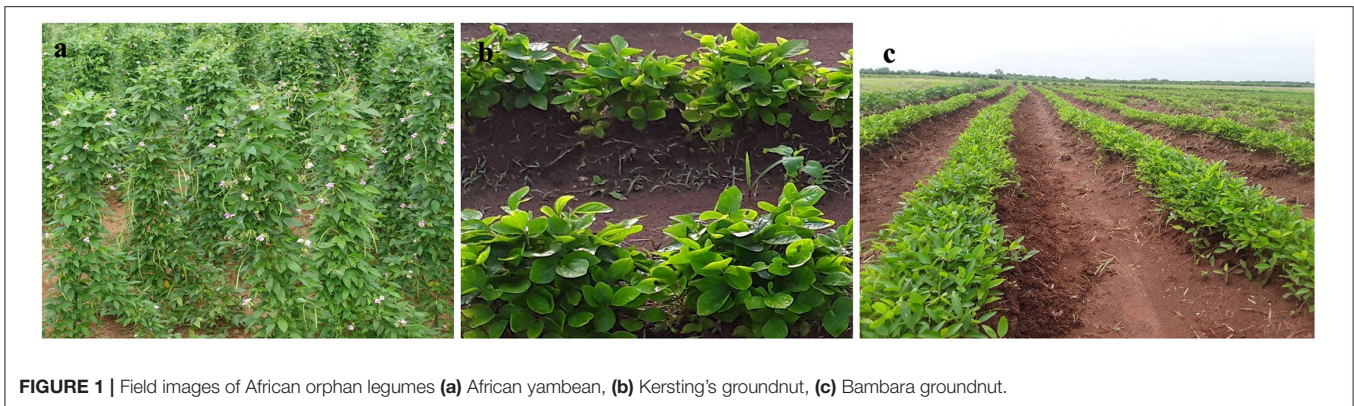 a
b
c
FIGURE 1 | Field images of African orphan legumes (a) African yambean, (b) Kersting's groundnut, (c) Bambara groundnut.